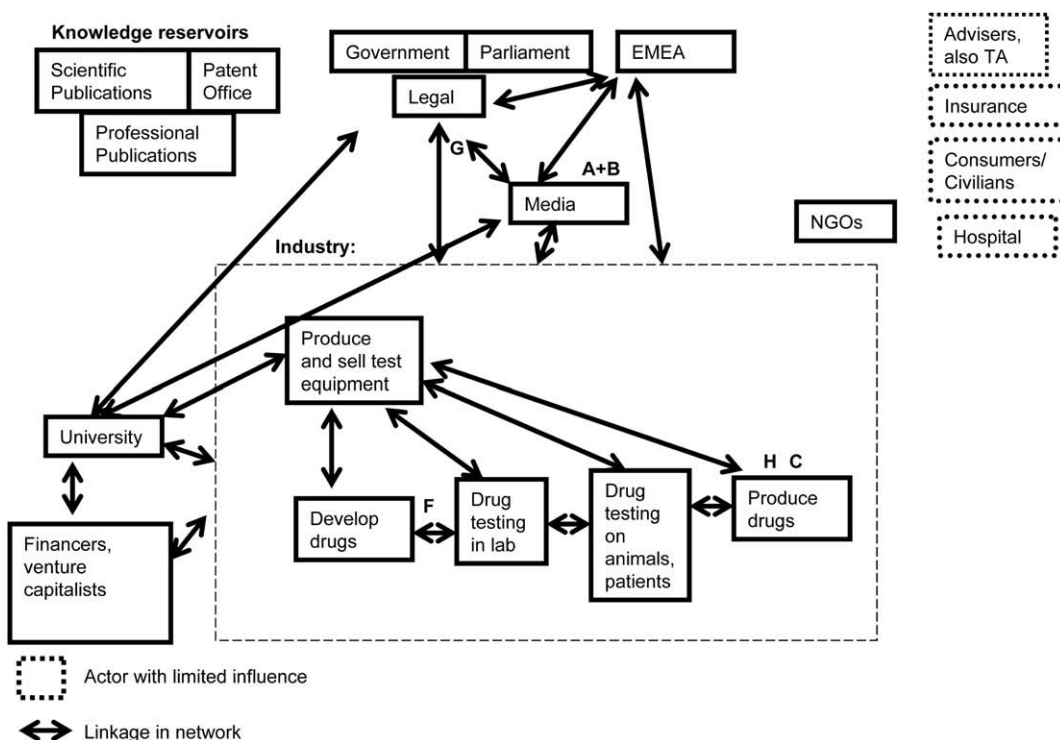 Knowledge reservoirs
Scientific
Publications
Patent
Office
Professional
Publications
Government
Parliament
Legal
EMEA
Advisers,
also TA
Insurance
Consumers/
Civilians
Hospital
G
A+B
Media
NGOs
Industry:
Produce
and sell test
equipment
University
H C
F
Develop
drugs
Drug
testing
in lab
Drug
testing
on
animals,
patients
Produce
drugs
Financers,
venture
capitalists
Actor with limited influence
Linkage in network